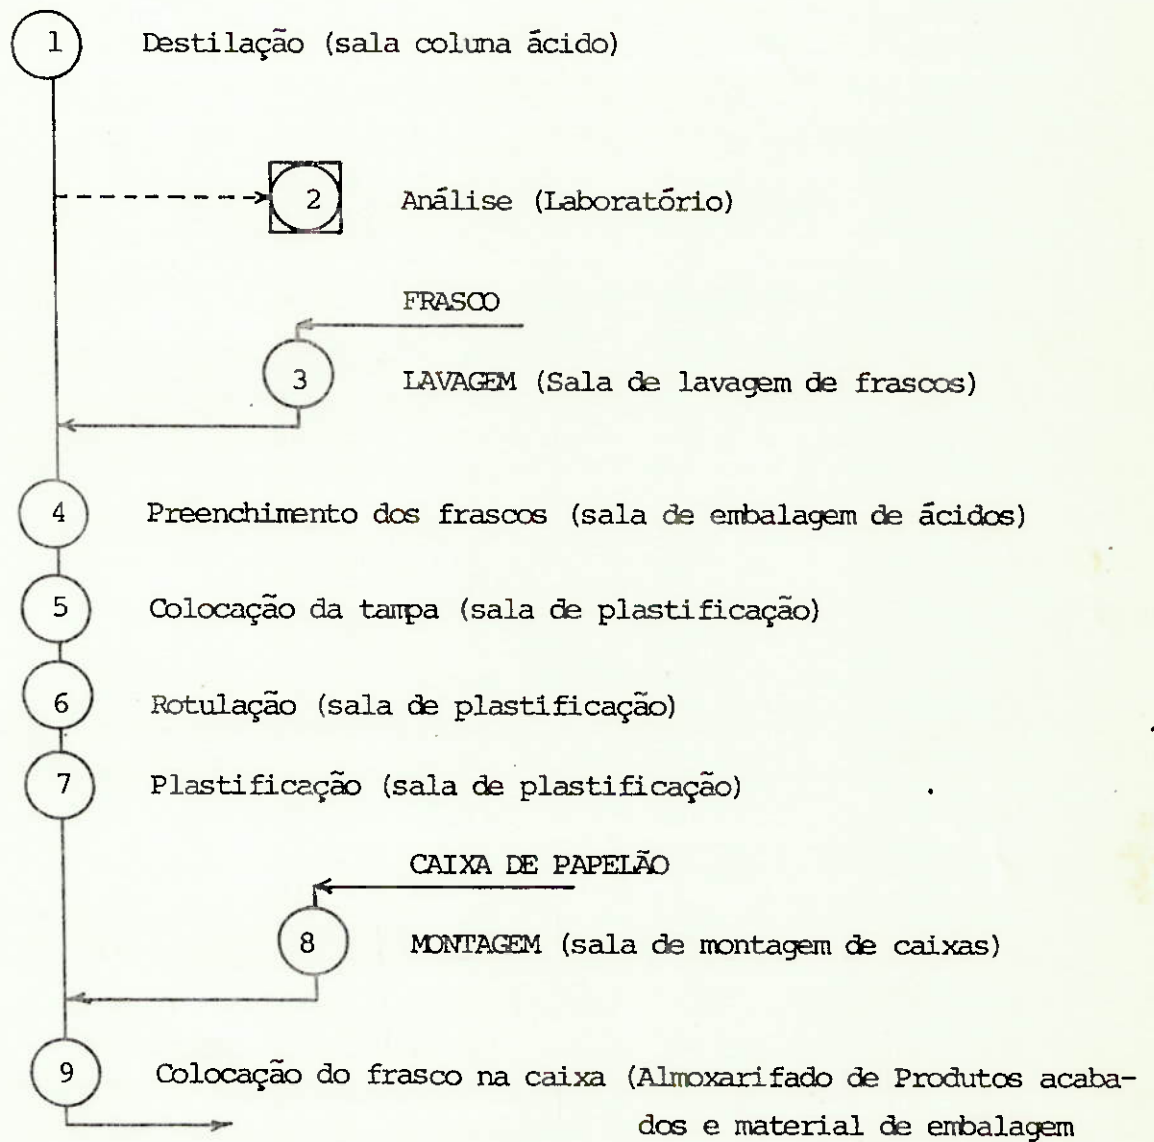 1 Destilação (sala coluna ácido)
2 Análise (Laboratório)
FRASCO
3 LAVAGEM (Sala de lavagem de frascos)
4 Preenchimento dos frascos (sala de embalagem de ácidos)
5 Colocação da tampa (sala de plastificação)
6 Rotulação (sala de plastificação)
7 Plastificação (sala de plastificação)
CAIXA DE PAPELÃO
8 MONTAGEM (sala de montagem de caixas)
9 Colocação do frasco na caixa (Almoxarifado de Produtos acaba-
dos e material de embalagem